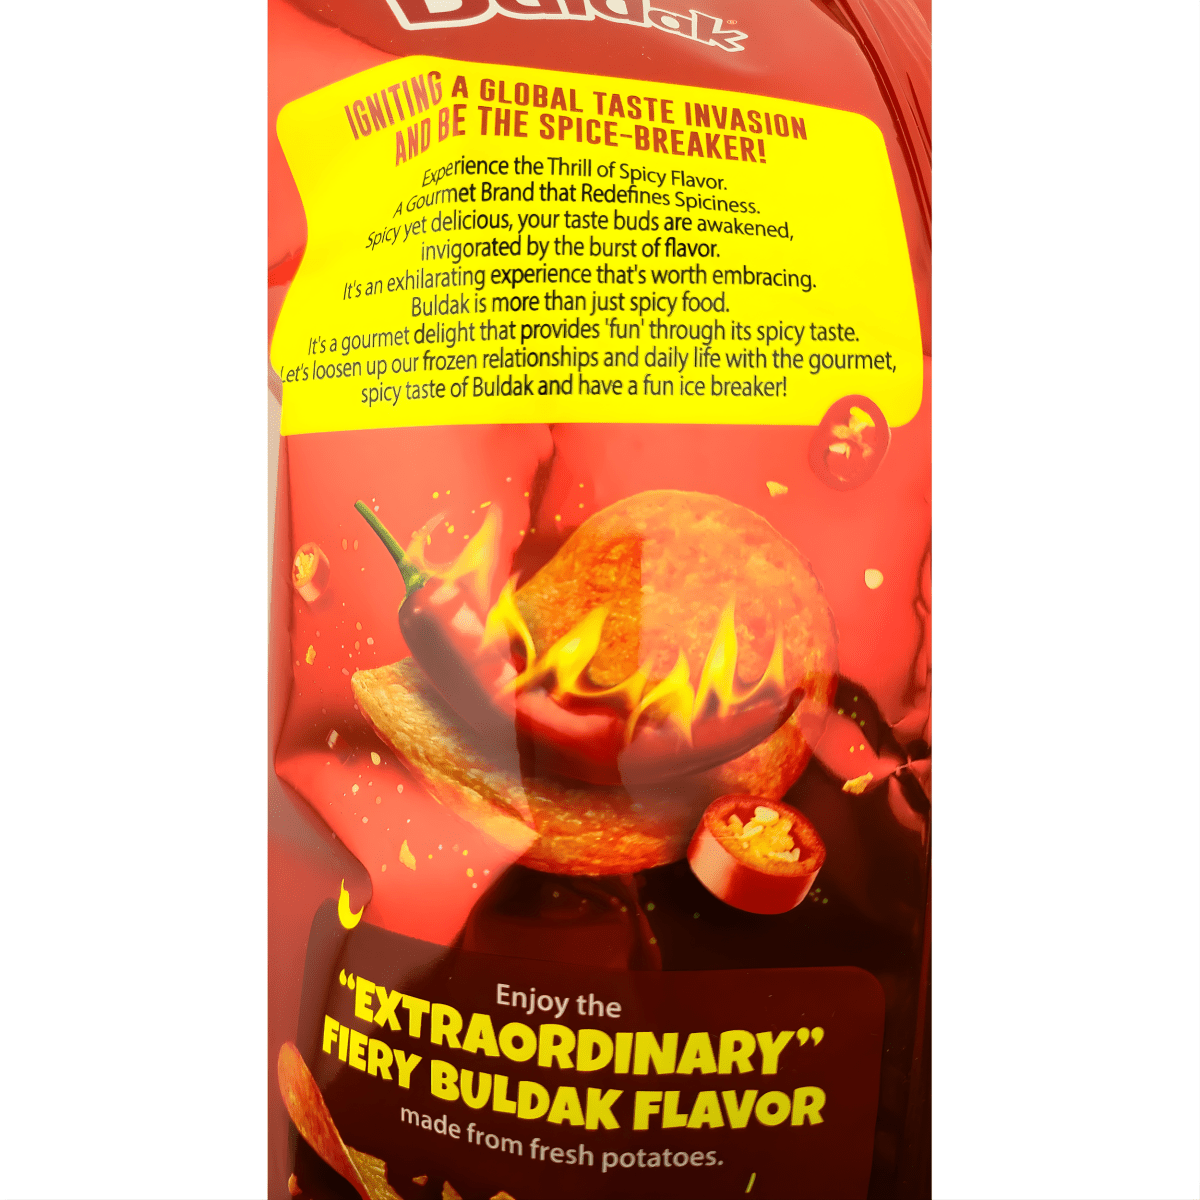 Buldak
IGNITING A GLOBAL TASTE INVASION
AND BE THE SPICE-BREAKER!
Experience the Thrill of Spicy Flavor.
A Gourmet Brand that Redefines Spiciness.
Spicy yet delicious, your taste buds are awakened,
invigorated by the burst of flavor.
It's an exhilarating experience that's worth embracing.
Buldak is more than just spicy food.
It's a gourmet delight that provides 'fun' through its spicy taste.
Let's loosen up our frozen relationships and daily life with the gourmet,
spicy taste of Buldak and have a fun ice breaker!
Enjoy the
“EXTRAORDINARY”
FIERY BULDAK FLAVOR
made from fresh potatoes.